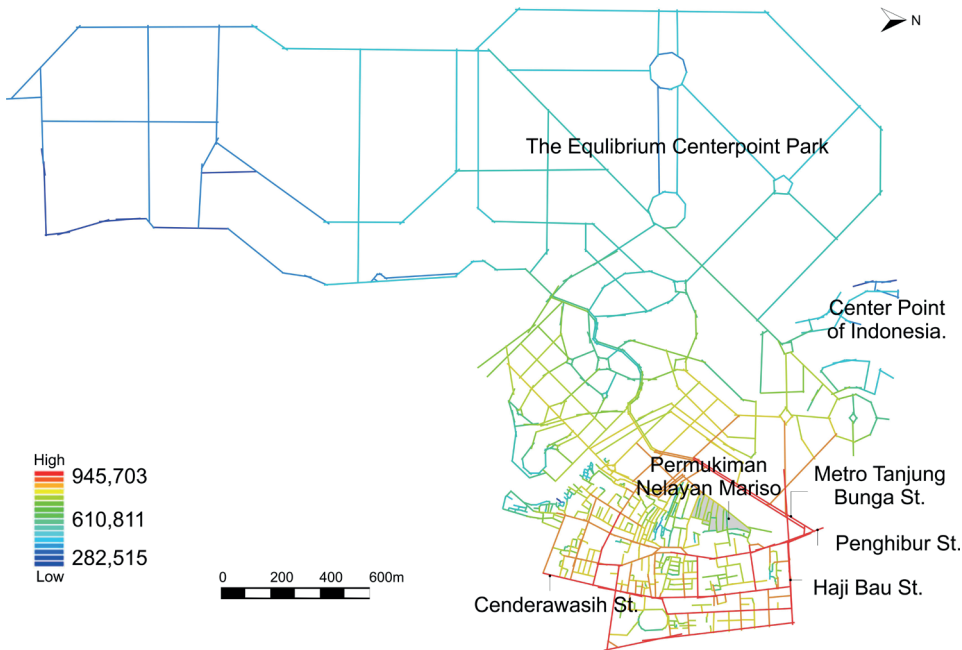 N
The Equlibrium Centerpoint Park
Center Point
of Indonesia.
High
945,703
610,811
282,515
Low
Permukiman
Nelayan Mariso
Metro Tanjung
Bunga St.
Penghibur St.
Haji Bau St.
Cenderawasih St.
0 200 400 600m